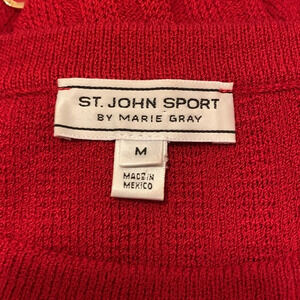 ST. JOHN SPORT
BY MARIE GRAY
M
MADE IN
MEXICO